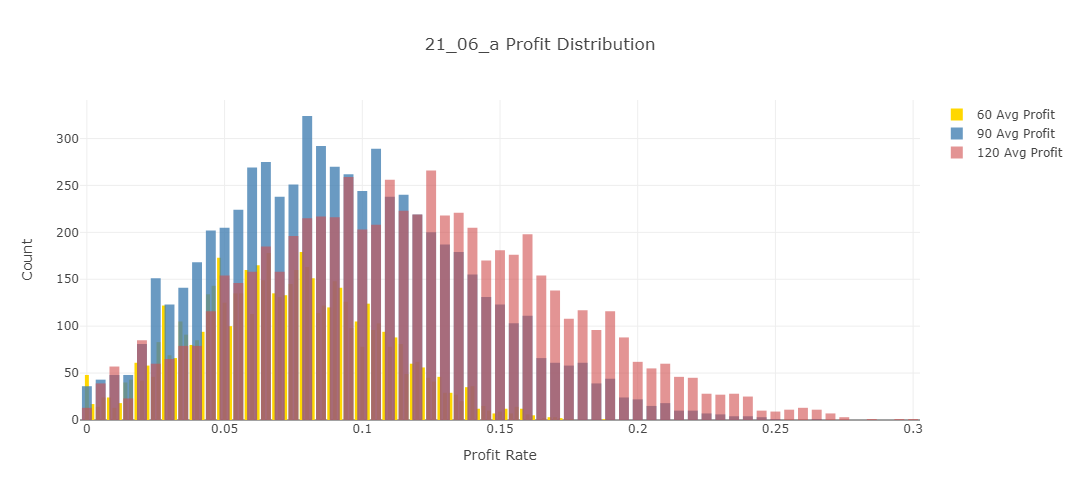 21_06_a Profit Distribution
60 Avg Profit
90 Avg Profit
120 Avg Profit
Count
300
250
200
150
100
50
0
0
0.05
0.1
0.15
0.2
0.25
0.3
Profit Rate